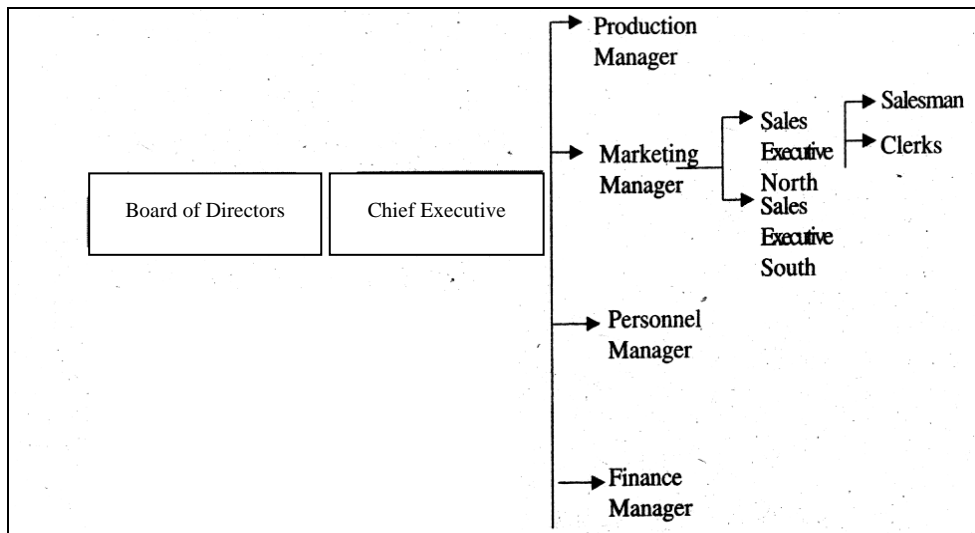 Board of Directors
Chief Executive
Production
Manager
Marketing
Manager
Sales
Executive
North
Sales
Executive
South
Salesman
Clerks
Personnel
Manager
Finance
Manager